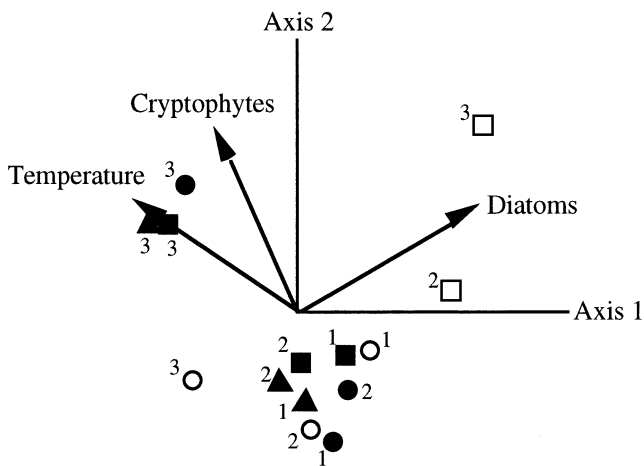 Axis 2
Cryptophytes
3
3
Temperature
3
Diatoms
3 3
2
Axis 1
2 1 1
3
2 2
1
2
1